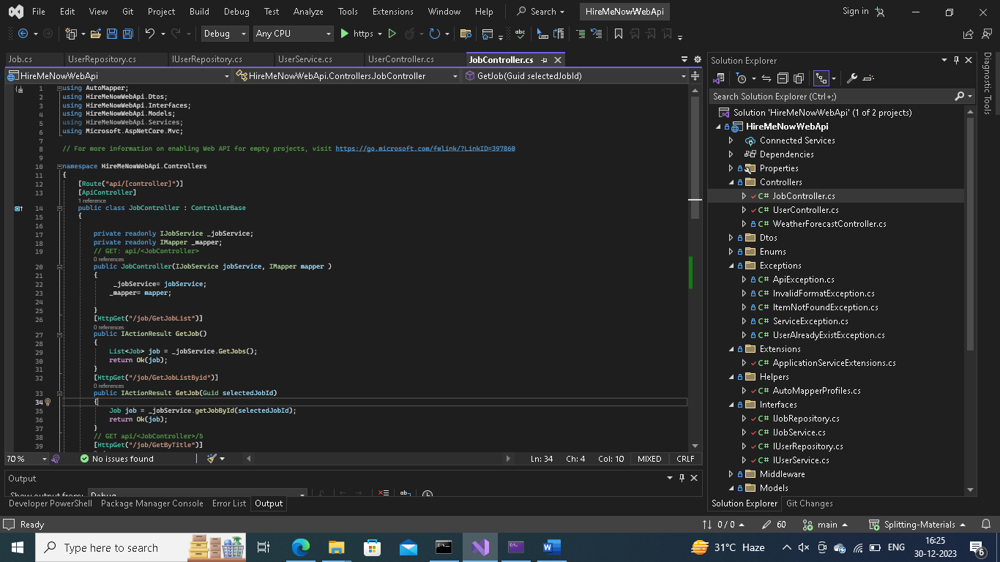 File Edit View Git Project Build Debug Test Analyze Tools Extensions Window Help Search HireMeNowWebApi Sign in
Debug Any CPU https
Job.cs UserRepository.cs IUserRepository.cs UserService.cs UserController.cs JobController.cs
HireMeNowWebApi HireMeNowWebApi.Controllers.JobController GetJob(Guid selectedJobId)
1 using AutoMapper;
2 using HireMeNowWebApi.Dtos;
3 using HireMeNowWebApi.Interfaces;
4 using HireMeNowWebApi.Models;
5 using HireMeNowWebApi.Services;
6 using Microsoft.AspNetCore.Mvc;
7
8 // For more information on enabling Web API for empty projects, visit https://go.microsoft.com/fwlink/?LinkID=397860
9
10 namespace HireMeNowWebApi.Controllers
11 {
12 [Route("api/[controller]")]
13 [ApiController]
1 reference
14 public class JobController : ControllerBase
15 {
16
17 private readonly IJobService _jobService;
18 private readonly IMapper _mapper;
19 // GET: api/<JobController>
0 references
20 public JobController(IJobService jobService, IMapper mapper )
21 {
22 _jobService= jobService;
23 _mapper= mapper;
24
25 }
26 [HttpGet("/job/GetJobList")]
0 references
27 public IActionResult GetJob()
28 {
29 List<Job> job = _jobService.GetJobs();
30 return Ok(job);
31 }
32 [HttpGet("/job/GetJobListByid")]
0 references
33 public IActionResult GetJob(Guid selectedJobId)
34 {
35 Job job = _jobService.getJobById(selectedJobId);
36 return Ok(job);
37 }
38 // GET api/<JobController>/5
39 [HttpGet("/job/GetByTitle")]
70 % No issues found Ln: 34 Ch: 4 Col: 10 MIXED CRLF
Output
Show output from: Debug
Developer PowerShell Package Manager Console Error List Output
Solution Explorer
Search Solution Explorer (Ctrl+;)
Solution 'HireMeNowWebApi' (1 of 2 projects)
HireMeNowWebApi
Connected Services
Dependencies
Properties
Controllers
C# JobController.cs
C# UserController.cs
C# WeatherForecastController.cs
Dtos
Enums
Exceptions
C# ApiException.cs
C# InvalidFormatException.cs
C# ItemNotFoundException.cs
C# ServiceException.cs
C# UserAlreadyExistException.cs
Extensions
C# ApplicationServiceExtensions.cs
Helpers
C# AutoMapperProfiles.cs
Interfaces
C# IJobRepository.cs
C# IJobService.cs
C# IUserRepository.cs
C# IUserService.cs
Middleware
Models
Solution Explorer Git Changes
Diagnostic Tools
Ready 0 / 0 60 main Splitting-Materials
Type here to search 31°C Haze ENG 16:25
30-12-2023 6